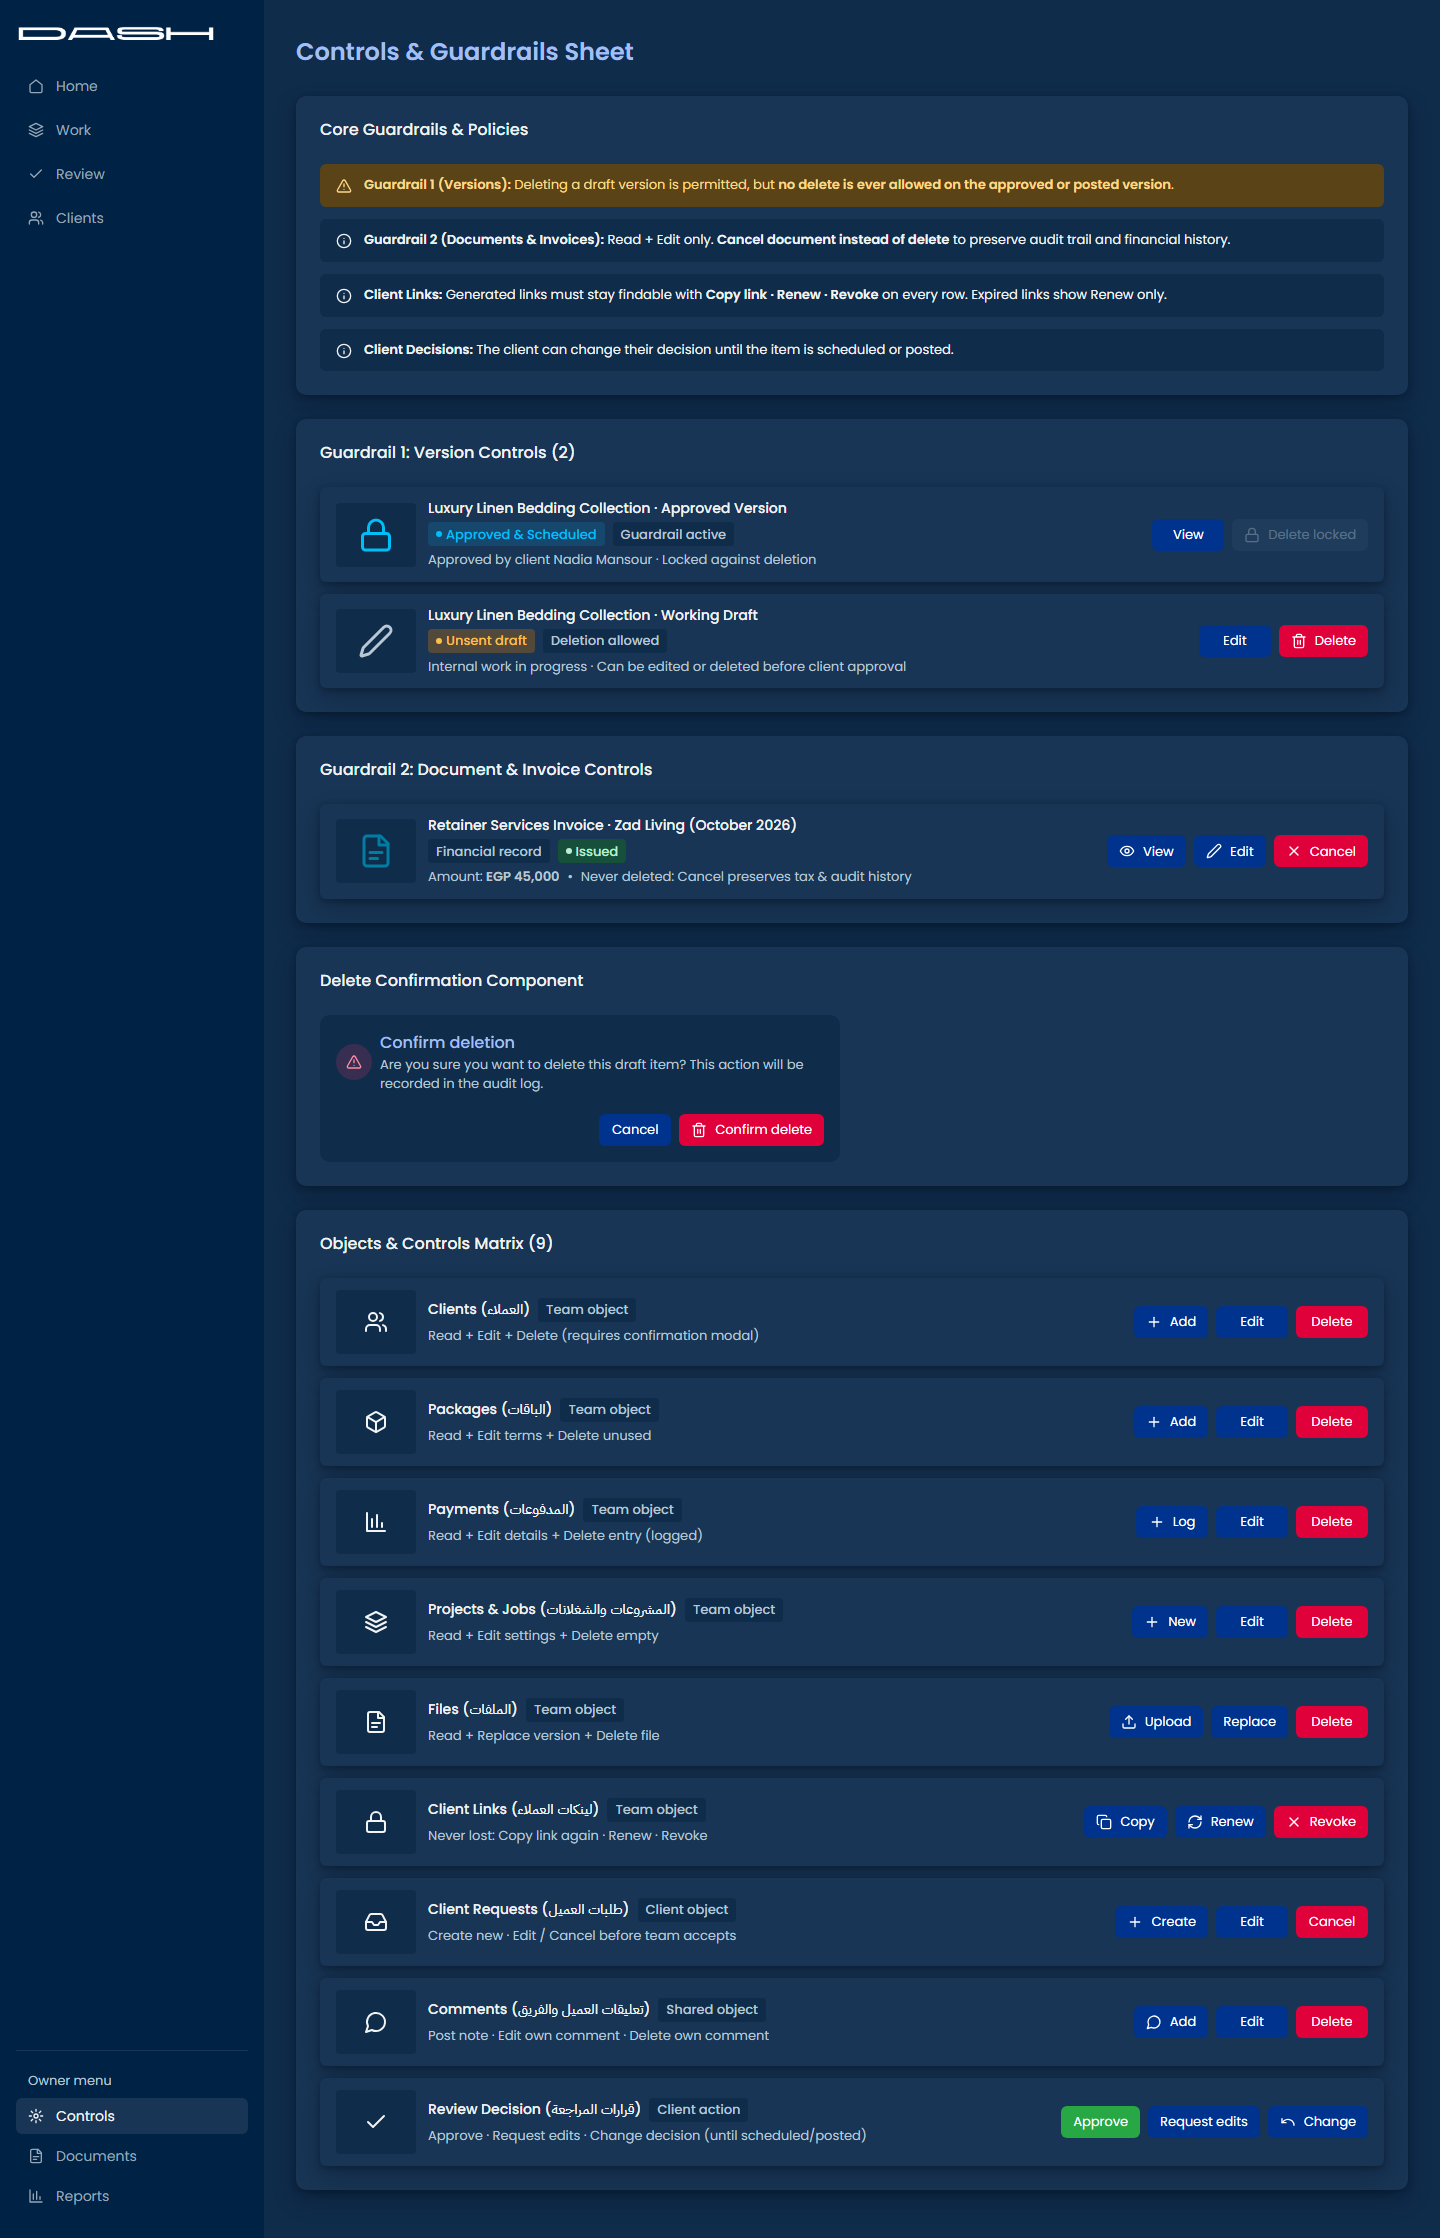 DASH
Home
Work
Review
Clients
Controls & Guardrails Sheet
Core Guardrails & Policies
Guardrail 1 (Versions): Deleting a draft version is permitted, but no delete is ever allowed on the approved or posted version.
Guardrail 2 (Documents & Invoices): Read + Edit only. Cancel document instead of delete to preserve audit trail and financial history.
Client Links: Generated links must stay findable with Copy link · Renew · Revoke on every row. Expired links show Renew only.
Client Decisions: The client can change their decision until the item is scheduled or posted.
Guardrail 1: Version Controls (2)
Luxury Linen Bedding Collection · Approved Version
Approved & Scheduled Guardrail active
Approved by client Nadia Mansour · Locked against deletion
View Delete locked
Luxury Linen Bedding Collection · Working Draft
Unsent draft Deletion allowed
Internal work in progress · Can be edited or deleted before client approval
Edit Delete
Guardrail 2: Document & Invoice Controls
Retainer Services Invoice · Zad Living (October 2026)
Financial record Issued
Amount: EGP 45,000 • Never deleted: Cancel preserves tax & audit history
View Edit Cancel
Delete Confirmation Component
Confirm deletion
Are you sure you want to delete this draft item? This action will be
recorded in the audit log.
Cancel Confirm delete
Objects & Controls Matrix (9)
Clients (العملاء) Team object
Read + Edit + Delete (requires confirmation modal)
Add Edit Delete
Packages (الباقات) Team object
Read + Edit terms + Delete unused
Add Edit Delete
Payments (المدفوعات) Team object
Read + Edit details + Delete entry (logged)
Log Edit Delete
Projects & Jobs (المشروعات والشغلانات) Team object
Read + Edit settings + Delete empty
New Edit Delete
Files (الملفات) Team object
Read + Replace version + Delete file
Upload Replace Delete
Client Links (لينكات العملاء) Team object
Never lost: Copy link again · Renew · Revoke
Copy Renew Revoke
Client Requests (طلبات العميل) Client object
Create new · Edit / Cancel before team accepts
Create Edit Cancel
Comments (تعليقات العميل والفريق) Shared object
Post note · Edit own comment · Delete own comment
Add Edit Delete
Review Decision (قرارات المراجعة) Client action
Approve · Request edits · Change decision (until scheduled/posted)
Approve Request edits Change
Owner menu
Controls
Documents
Reports